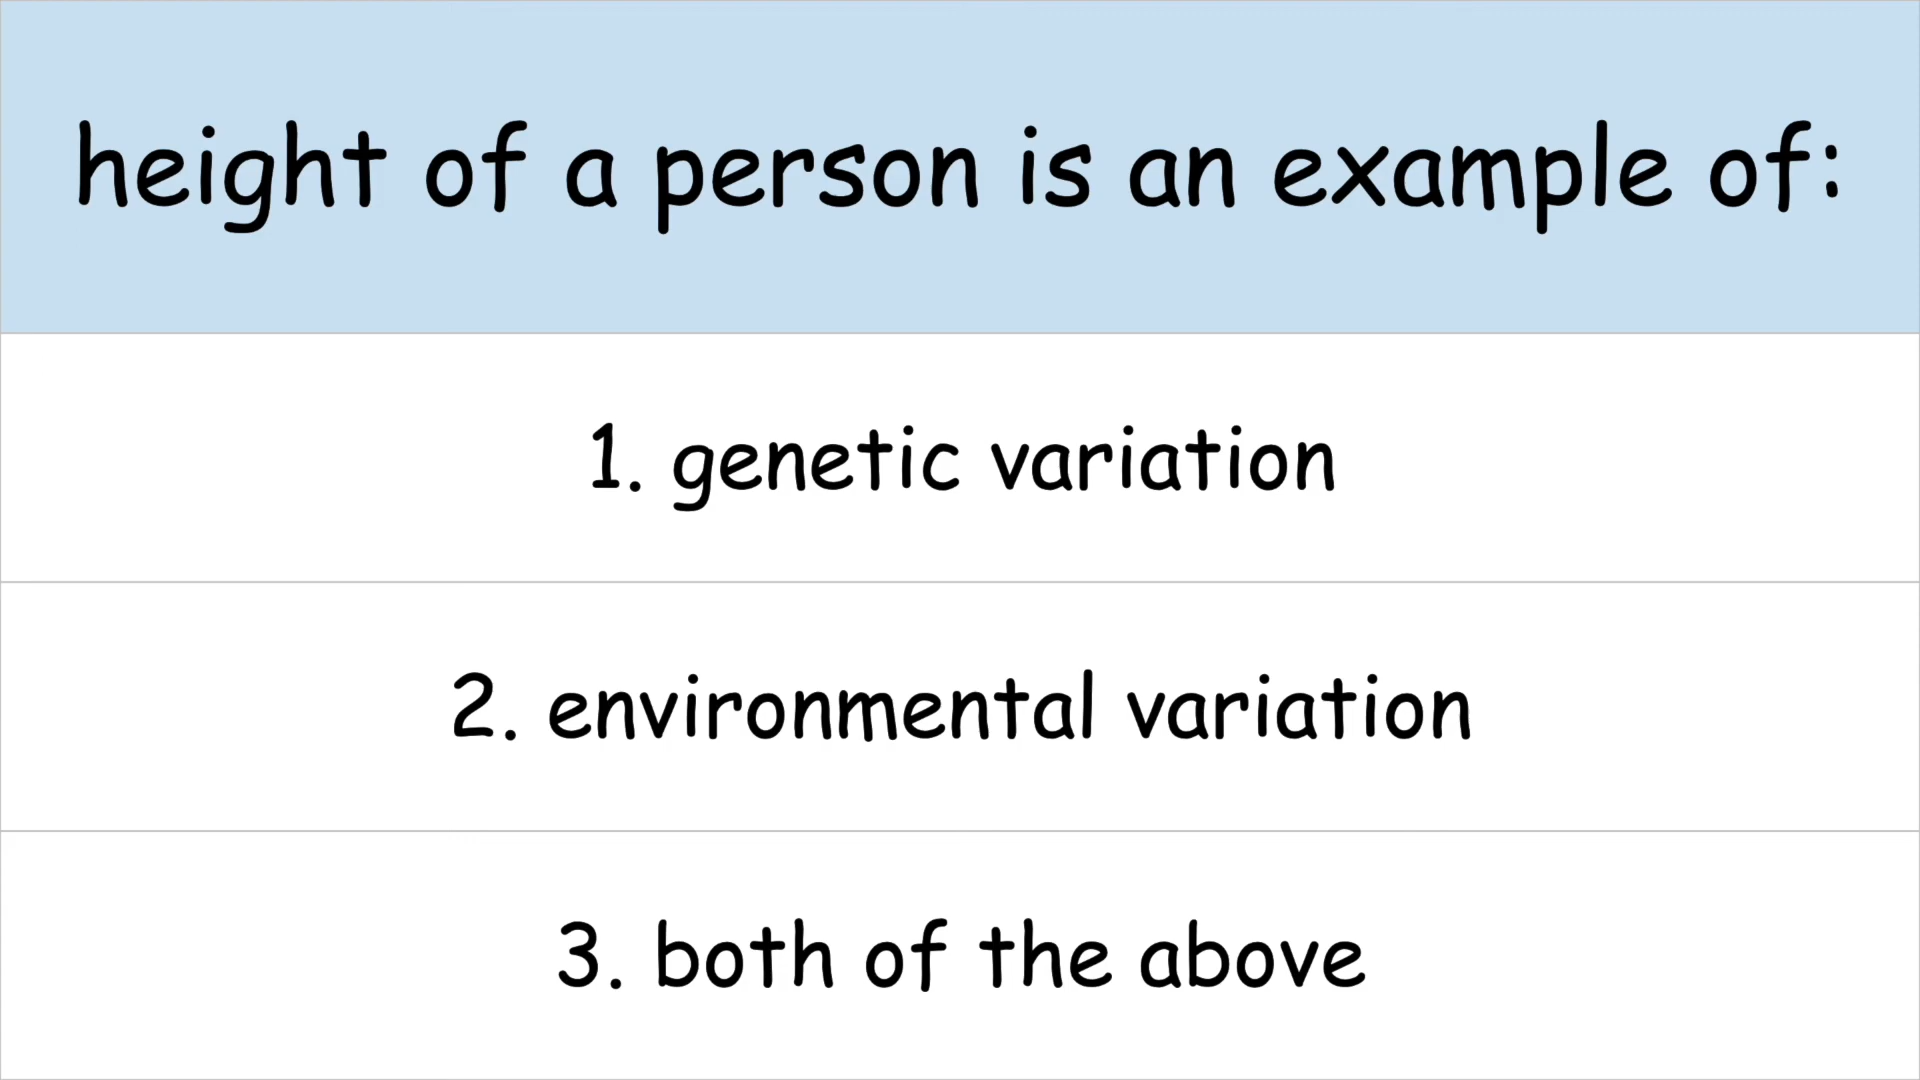 height of a person is an example of:
1. genetic variation
2. environmental variation
3. both of the above